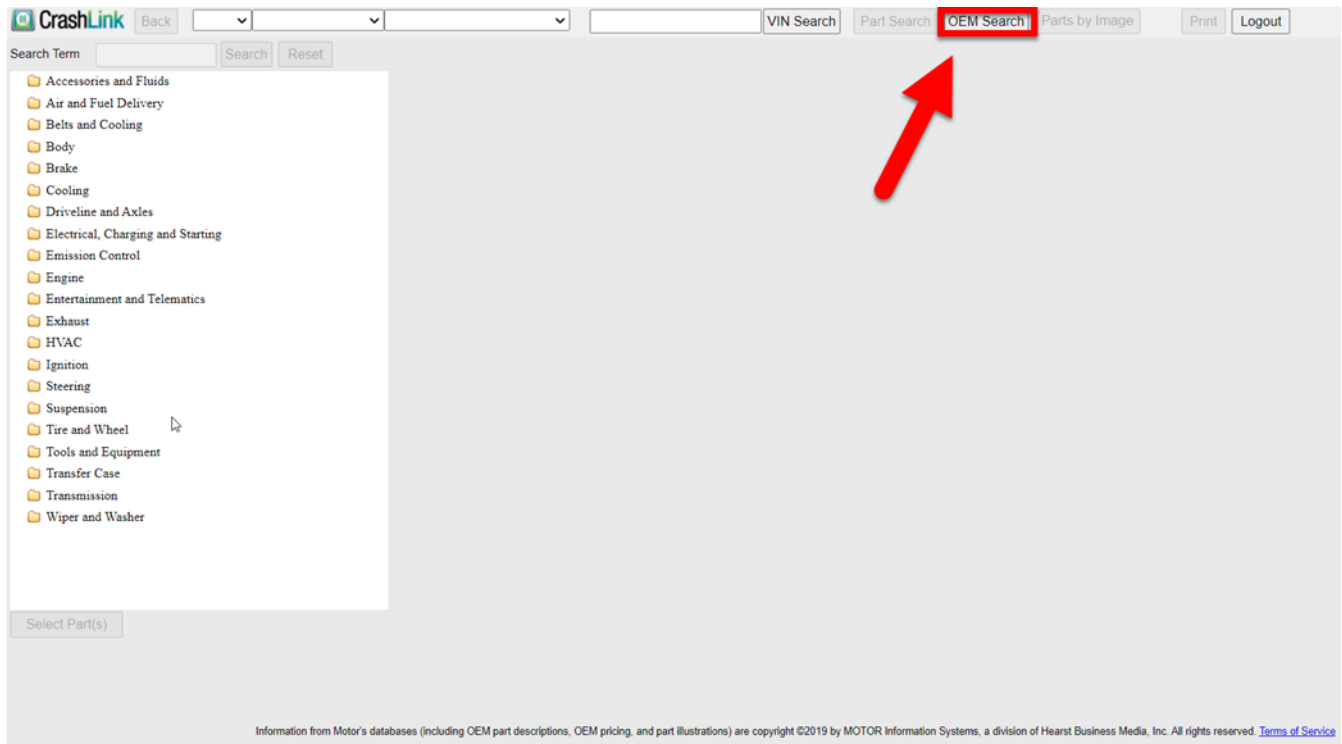 CrashLink Back VIN Search Part Search OEM Search Parts by Image Print Logout
Search Term Search Reset
Accessories and Fluids
Air and Fuel Delivery
Belts and Cooling
Body
Brake
Cooling
Driveline and Axles
Electrical, Charging and Starting
Emission Control
Engine
Entertainment and Telematics
Exhaust
HVAC
Ignition
Steering
Suspension
Tire and Wheel
Tools and Equipment
Transfer Case
Transmission
Wiper and Washer
Select Part(s)
Information from Motor's databases (including OEM part descriptions, OEM pricing, and part illustrations) are copyright ©2019 by MOTOR Information Systems, a division of Hearst Business Media, Inc. All rights reserved. Terms of Service